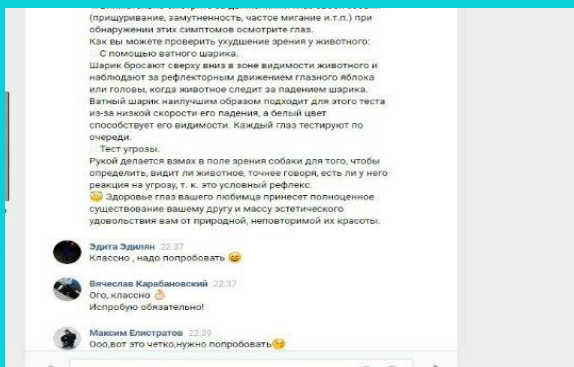 (прищуривание, замутненность, частое мигание и.т.п.) при
обнаружении этих симптомов осмотрите глаз.
Как вы можете проверить ухудшение зрения у животного:
С помощью ватного шарика.
Шарик бросают сверху вниз в зоне видимости животного и
наблюдают за рефлекторным движением глазного яблока
или головы, когда животное следит за падением шарика.
Ватный шарик наилучшим образом подходит для этого теста
из-за низкой скорости его падения, а белый цвет
способствует его видимости. Каждый глаз тестируют по
очереди.
Тест угрозы.
Рукой делается взмах в поле зрения собаки для того, чтобы
определить, видит ли животное, точнее говоря, есть ли у него
реакция на угрозу, т. к. это условный рефлекс.
😇 Здоровье глаз вашего любимца принесет полноценное
существование вашему другу и массу эстетического
удовольствия вам от природной, неповторимой их красоты.
Эдита Эдилян 22:37
Классно , надо попробовать 😄
Вячеслав Карабановский 22:37
Ого, классно 👌
Испробую обязательно!
Максим Елистратов 22:39
Ооо,вот это четко,нужно попробовать😉